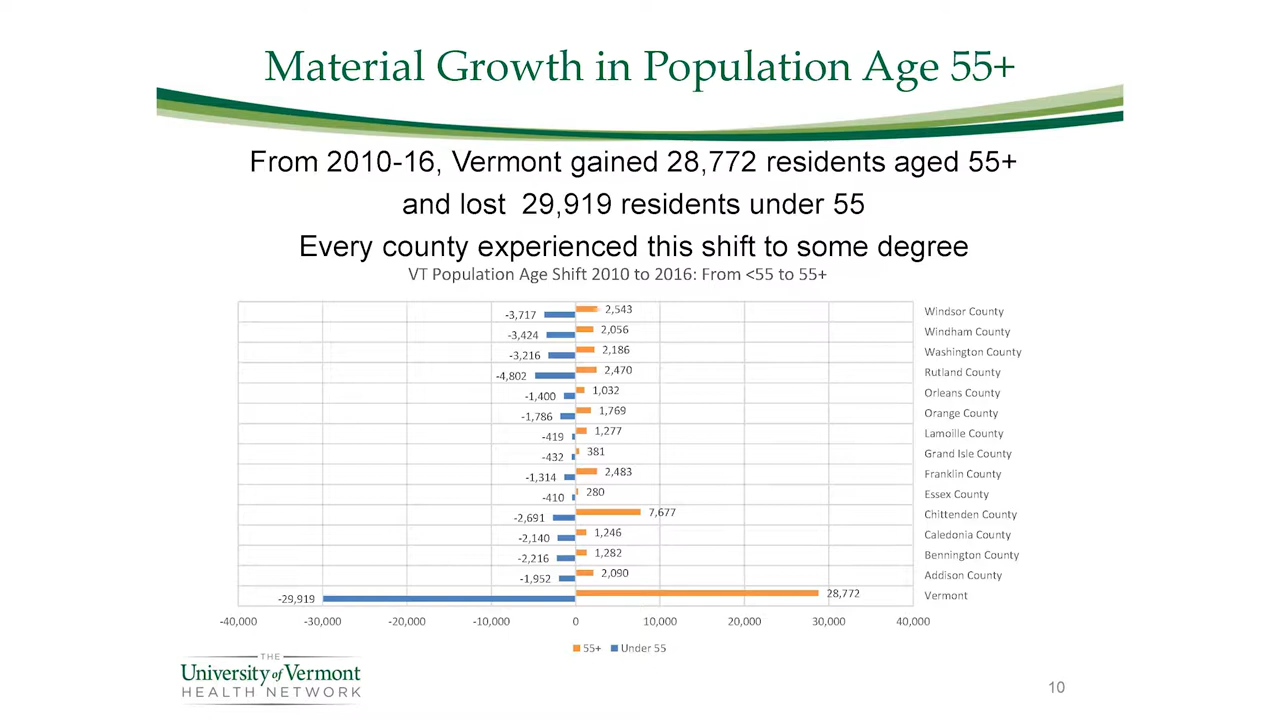 Material Growth in Population Age 55+
From 2010-16, Vermont gained 28,772 residents aged 55+
and lost 29,919 residents under 55
Every county experienced this shift to some degree
VT Population Age Shift 2010 to 2016: From <55 to 55+
-3,717 2,543 Windsor County
-3,424 2,056 Windham County
-3,216 2,186 Washington County
-4,802 2,470 Rutland County
-1,400 1,032 Orleans County
-1,786 1,769 Orange County
-419 1,277 Lamoille County
-432 381 Grand Isle County
-1,314 2,483 Franklin County
-410 280 Essex County
-2,691 7,677 Chittenden County
-2,140 1,246 Caledonia County
-2,216 1,282 Bennington County
-1,952 2,090 Addison County
-29,919 28,772 Vermont
-40,000 -30,000 -20,000 -10,000 0 10,000 20,000 30,000 40,000
55+ Under 55
THE
University of Vermont
HEALTH NETWORK
10